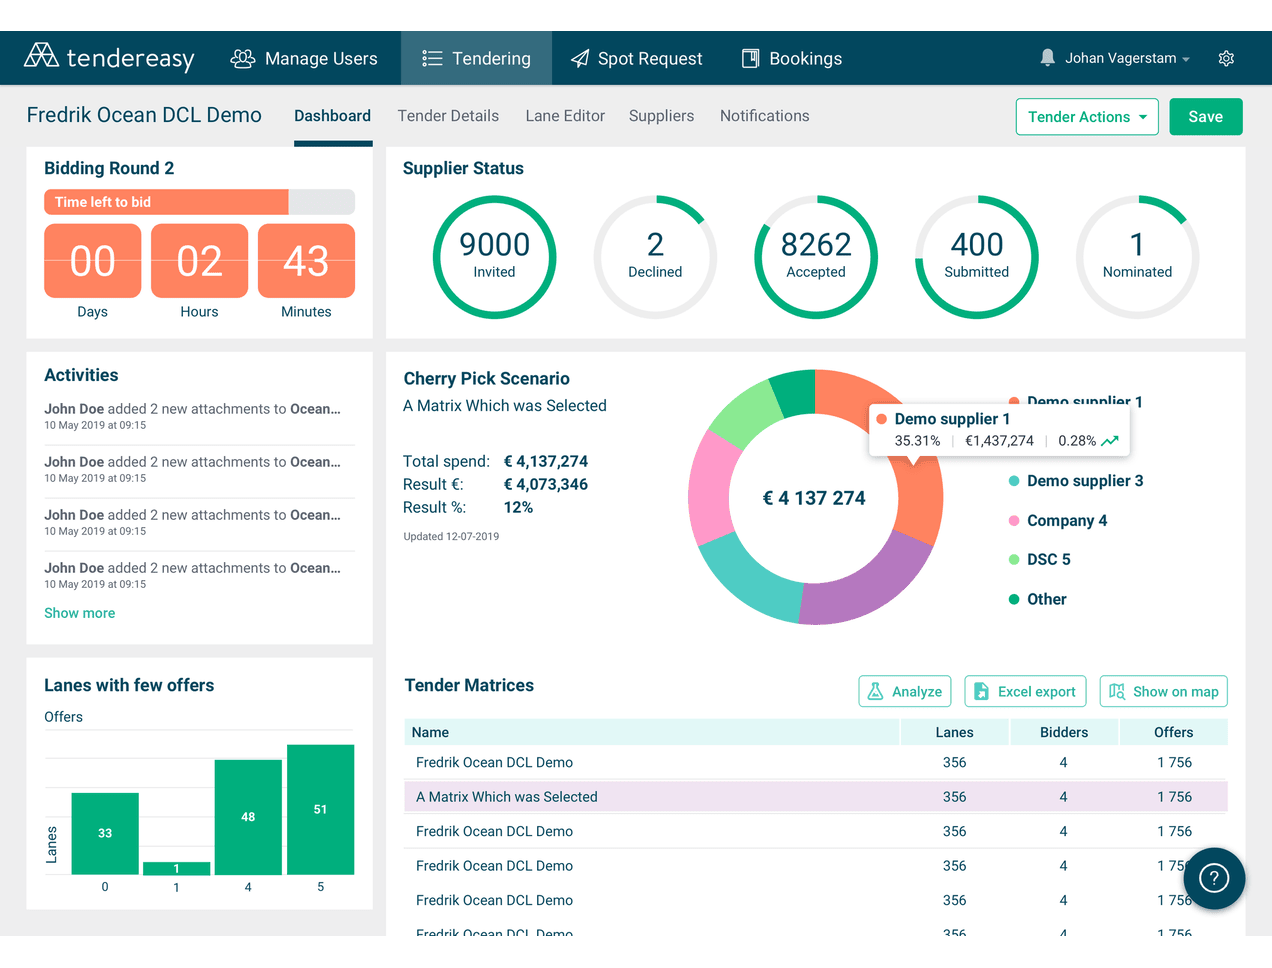 tendereasy
Manage Users
Tendering
Spot Request
Bookings
Johan Vagerstam
Fredrik Ocean DCL Demo
Dashboard
Tender Details
Lane Editor
Suppliers
Notifications
Tender Actions
Save
Bidding Round 2
Time left to bid
00 02 43
Days Hours Minutes
Supplier Status
9000 Invited
2 Declined
8262 Accepted
400 Submitted
1 Nominated
Activities
John Doe added 2 new attachments to Ocean...
10 May 2019 at 09:15
John Doe added 2 new attachments to Ocean...
10 May 2019 at 09:15
John Doe added 2 new attachments to Ocean...
10 May 2019 at 09:15
John Doe added 2 new attachments to Ocean...
10 May 2019 at 09:15
Show more
Cherry Pick Scenario
A Matrix Which was Selected
Total spend: € 4,137,274
Result €: € 4,073,346
Result %: 12%
Updated 12-07-2019
€ 4 137 274
Demo supplier 1
Demo supplier 1
35.31% | €1,437,274 | 0.28%
Demo supplier 3
Company 4
DSC 5
Other
Lanes with few offers
Offers
Lanes
33 1 48 51
0 1 4 5
Tender Matrices
Analyze
Excel export
Show on map
Name Lanes Bidders Offers
Fredrik Ocean DCL Demo 356 4 1 756
A Matrix Which was Selected 356 4 1 756
Fredrik Ocean DCL Demo 356 4 1 756
Fredrik Ocean DCL Demo 356 4 1 756
Fredrik Ocean DCL Demo 356 4 1 756
Fredrik Ocean DCL Demo 356 4 1 756
?